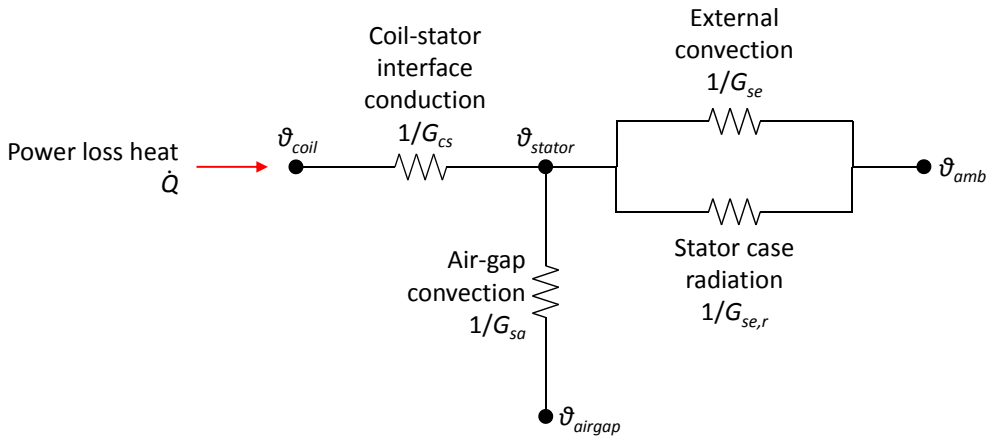 External
convection
1/G_se
Coil-stator
interface
conduction
1/G_cs
Power loss heat
Q̇
ϑ_coil
ϑ_stator
ϑ_amb
Air-gap
convection
1/G_sa
Stator case
radiation
1/G_se,r
ϑ_airgap